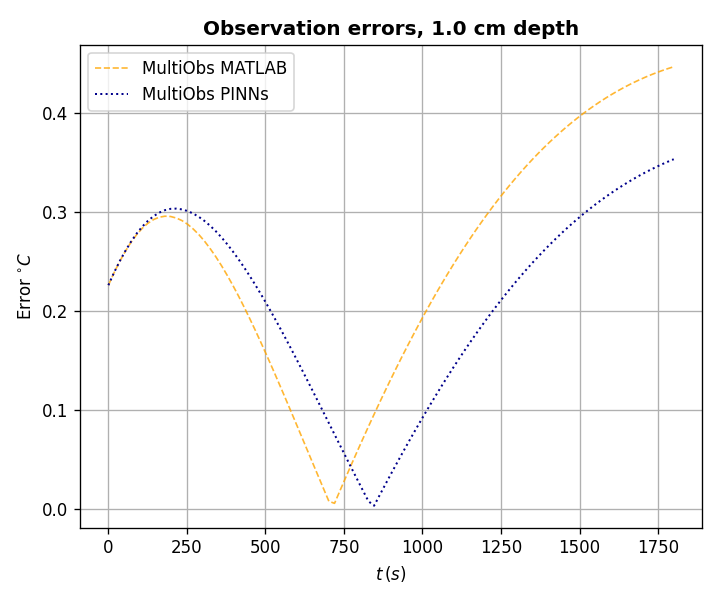 Observation errors, 1.0 cm depth
MultiObs MATLAB
MultiObs PINNs
Error °C
0.4
0.3
0.2
0.1
0.0
0 250 500 750 1000 1250 1500 1750
t (s)